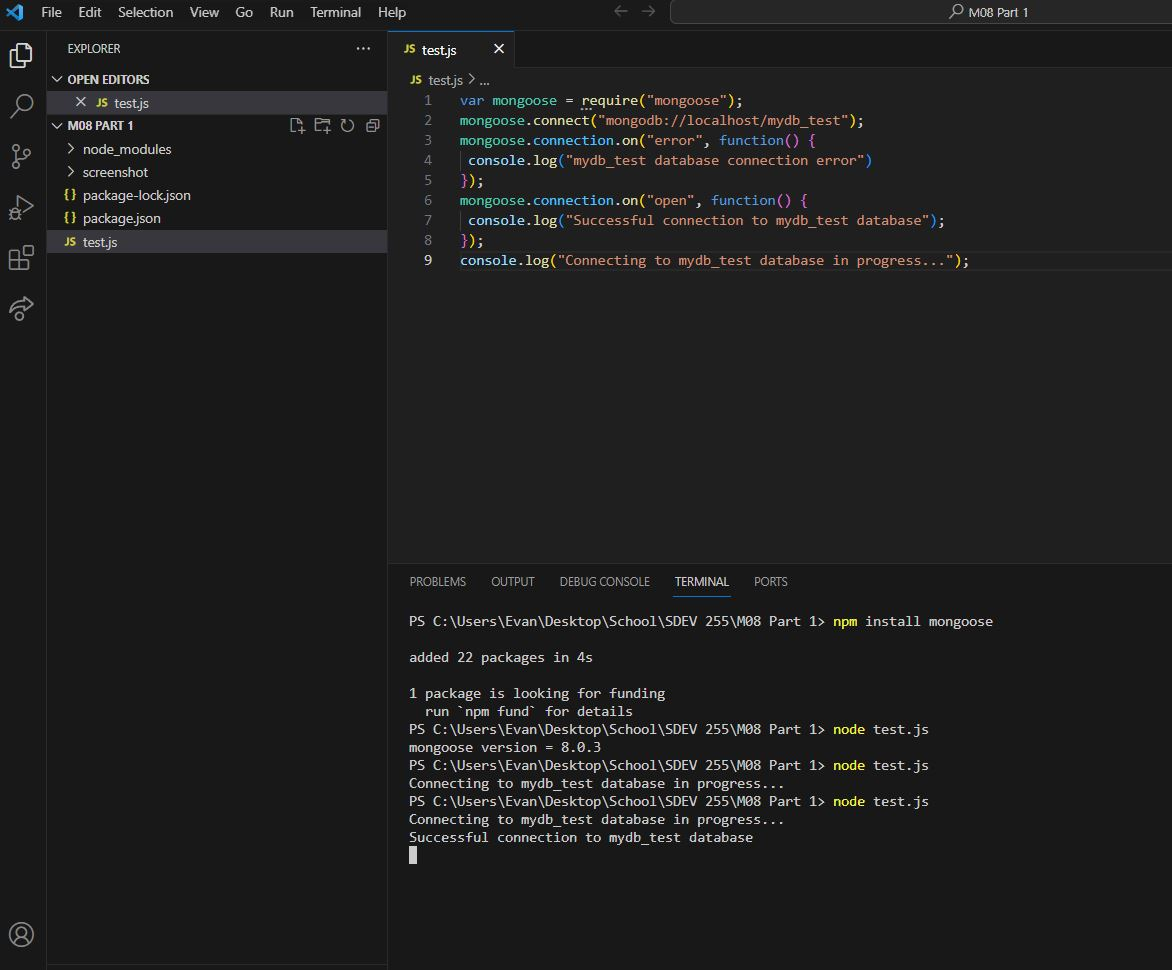 File Edit Selection View Go Run Terminal Help
M08 Part 1
EXPLORER
OPEN EDITORS
JS test.js
M08 PART 1
node_modules
screenshot
{} package-lock.json
{} package.json
JS test.js
JS test.js
JS test.js > ...
1 var mongoose = require("mongoose");
2 mongoose.connect("mongodb://localhost/mydb_test");
3 mongoose.connection.on("error", function() {
4 console.log("mydb_test database connection error")
5 });
6 mongoose.connection.on("open", function() {
7 console.log("Successful connection to mydb_test database");
8 });
9 console.log("Connecting to mydb_test database in progress...");
PROBLEMS OUTPUT DEBUG CONSOLE TERMINAL PORTS
PS C:\Users\Evan\Desktop\School\SDEV 255\M08 Part 1> npm install mongoose
added 22 packages in 4s
1 package is looking for funding
run `npm fund` for details
PS C:\Users\Evan\Desktop\School\SDEV 255\M08 Part 1> node test.js
mongoose version = 8.0.3
PS C:\Users\Evan\Desktop\School\SDEV 255\M08 Part 1> node test.js
Connecting to mydb_test database in progress...
PS C:\Users\Evan\Desktop\School\SDEV 255\M08 Part 1> node test.js
Connecting to mydb_test database in progress...
Successful connection to mydb_test database